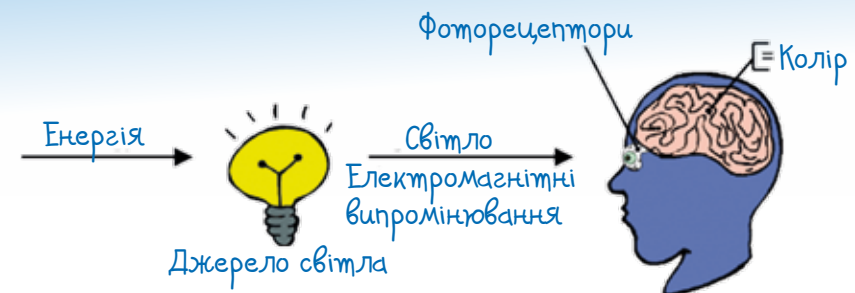 Фоторецептори
Колір
Енергія
Світло
Електромагнітні
випромінювання
Джерело світла